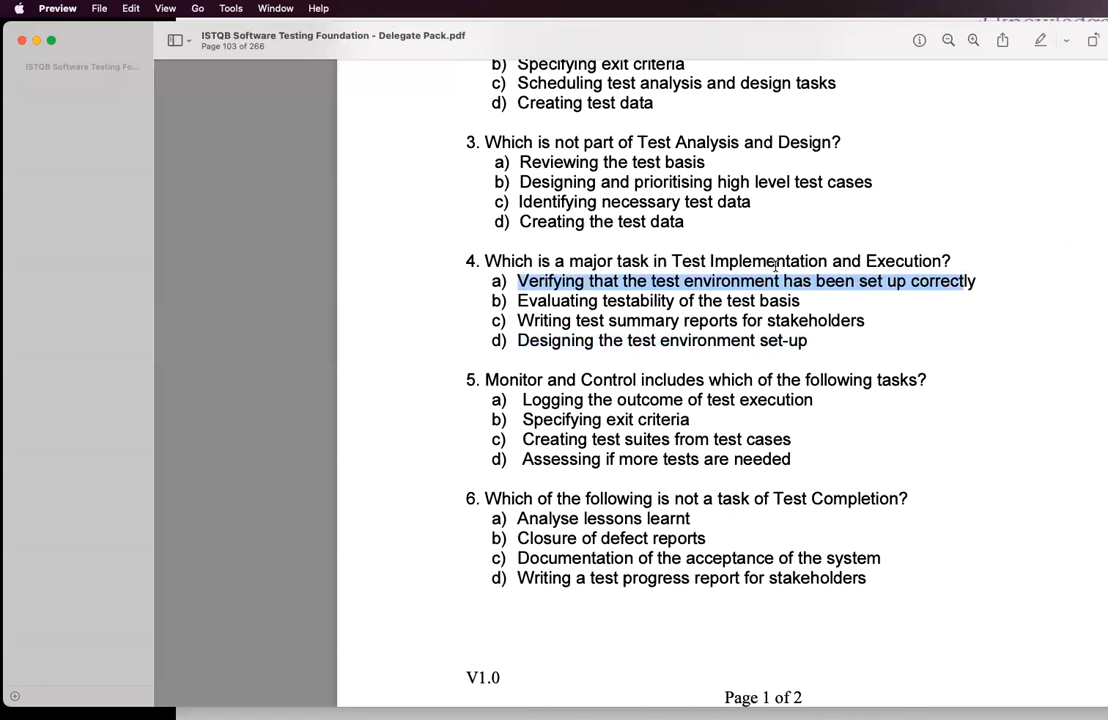 Preview File Edit View Go Tools Window Help
ISTQB Software Testing Foundation - Delegate Pack.pdf
Page 103 of 266
ISTQB Software Testing Fo...
b) Specifying exit criteria
c) Scheduling test analysis and design tasks
d) Creating test data
3. Which is not part of Test Analysis and Design?
a) Reviewing the test basis
b) Designing and prioritising high level test cases
c) Identifying necessary test data
d) Creating the test data
4. Which is a major task in Test Implementation and Execution?
a) Verifying that the test environment has been set up correctly
b) Evaluating testability of the test basis
c) Writing test summary reports for stakeholders
d) Designing the test environment set-up
5. Monitor and Control includes which of the following tasks?
a) Logging the outcome of test execution
b) Specifying exit criteria
c) Creating test suites from test cases
d) Assessing if more tests are needed
6. Which of the following is not a task of Test Completion?
a) Analyse lessons learnt
b) Closure of defect reports
c) Documentation of the acceptance of the system
d) Writing a test progress report for stakeholders
V1.0
Page 1 of 2